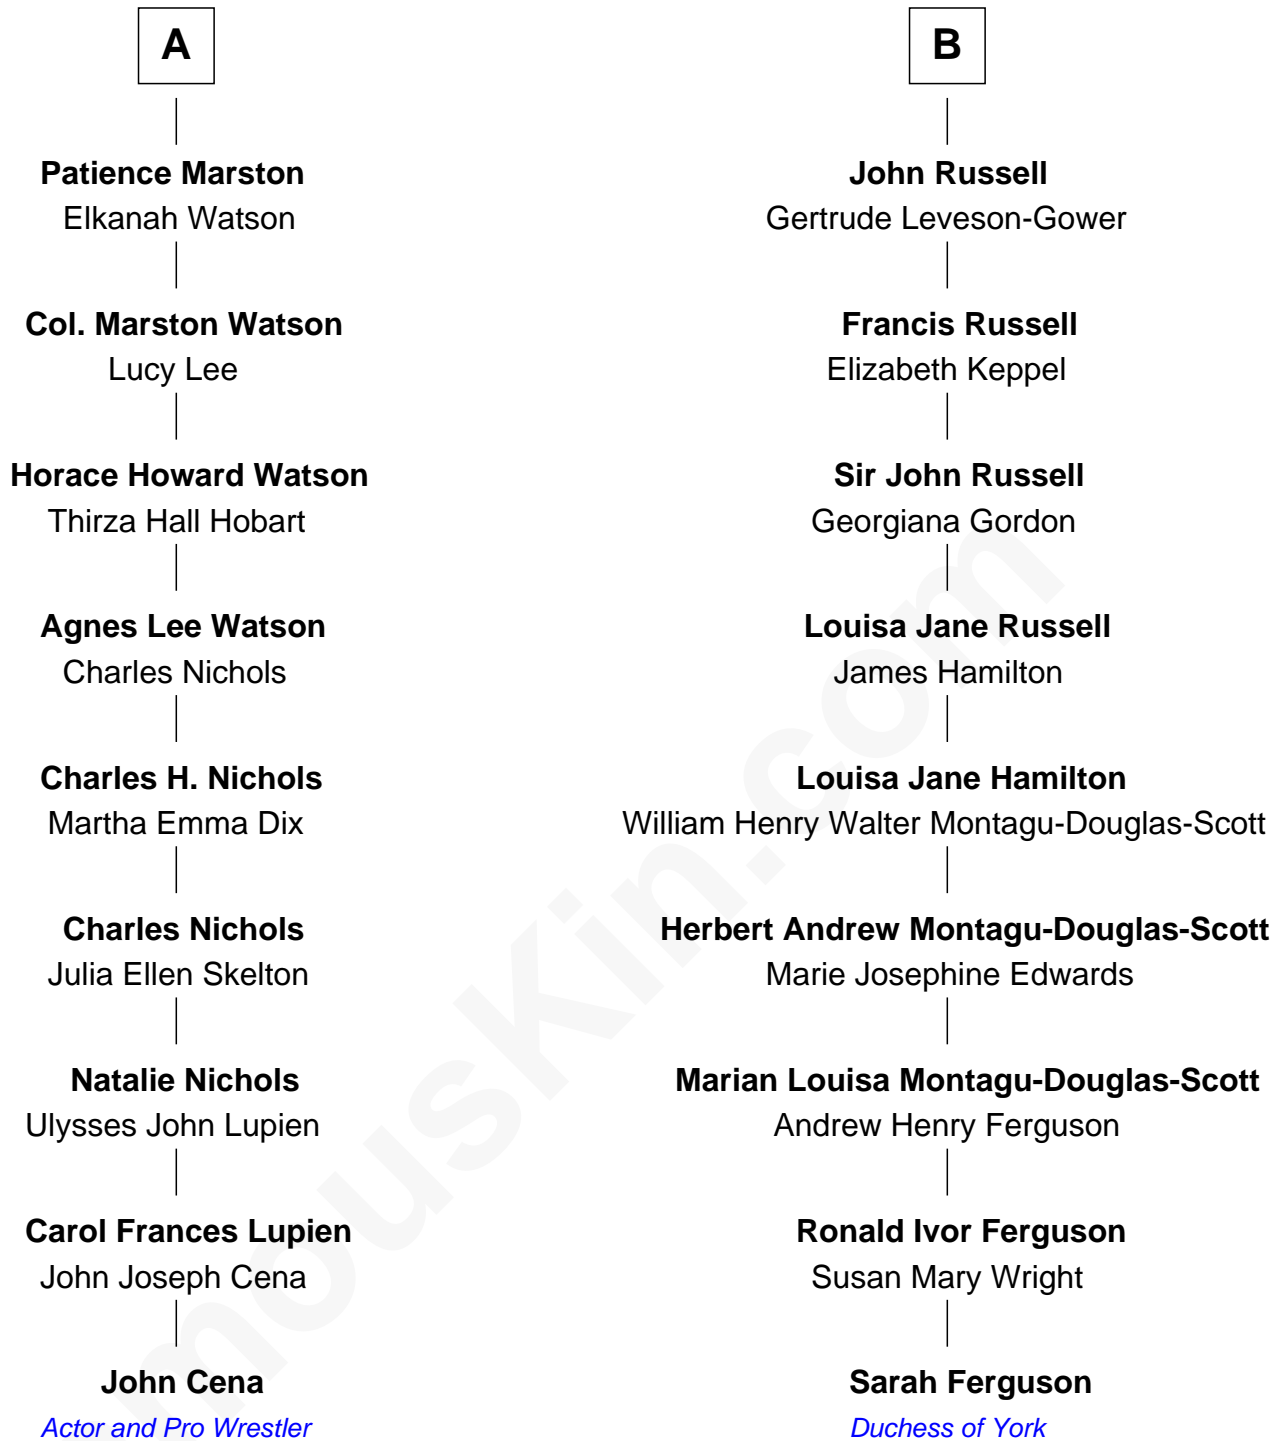 A
Patience Marston
Elkanah Watson
Col. Marston Watson
Lucy Lee
Horace Howard Watson
Thirza Hall Hobart
Agnes Lee Watson
Charles Nichols
Charles H. Nichols
Martha Emma Dix
Charles Nichols
Julia Ellen Skelton
Natalie Nichols
Ulysses John Lupien
Carol Frances Lupien
John Joseph Cena
John Cena
Actor and Pro Wrestler
B
John Russell
Gertrude Leveson-Gower
Francis Russell
Elizabeth Keppel
Sir John Russell
Georgiana Gordon
Louisa Jane Russell
James Hamilton
Louisa Jane Hamilton
William Henry Walter Montagu-Douglas-Scott
Herbert Andrew Montagu-Douglas-Scott
Marie Josephine Edwards
Marian Louisa Montagu-Douglas-Scott
Andrew Henry Ferguson
Ronald Ivor Ferguson
Susan Mary Wright
Sarah Ferguson
Duchess of York
mousKin.com